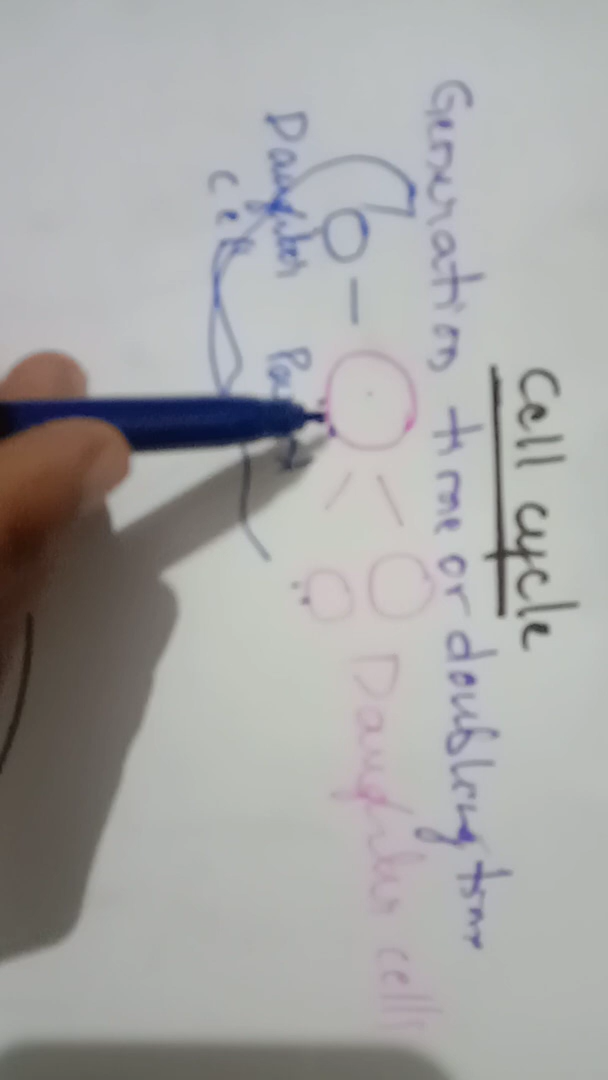 Cell cycle
Generation time or doubling time
Daughter cells
Daughter
cell